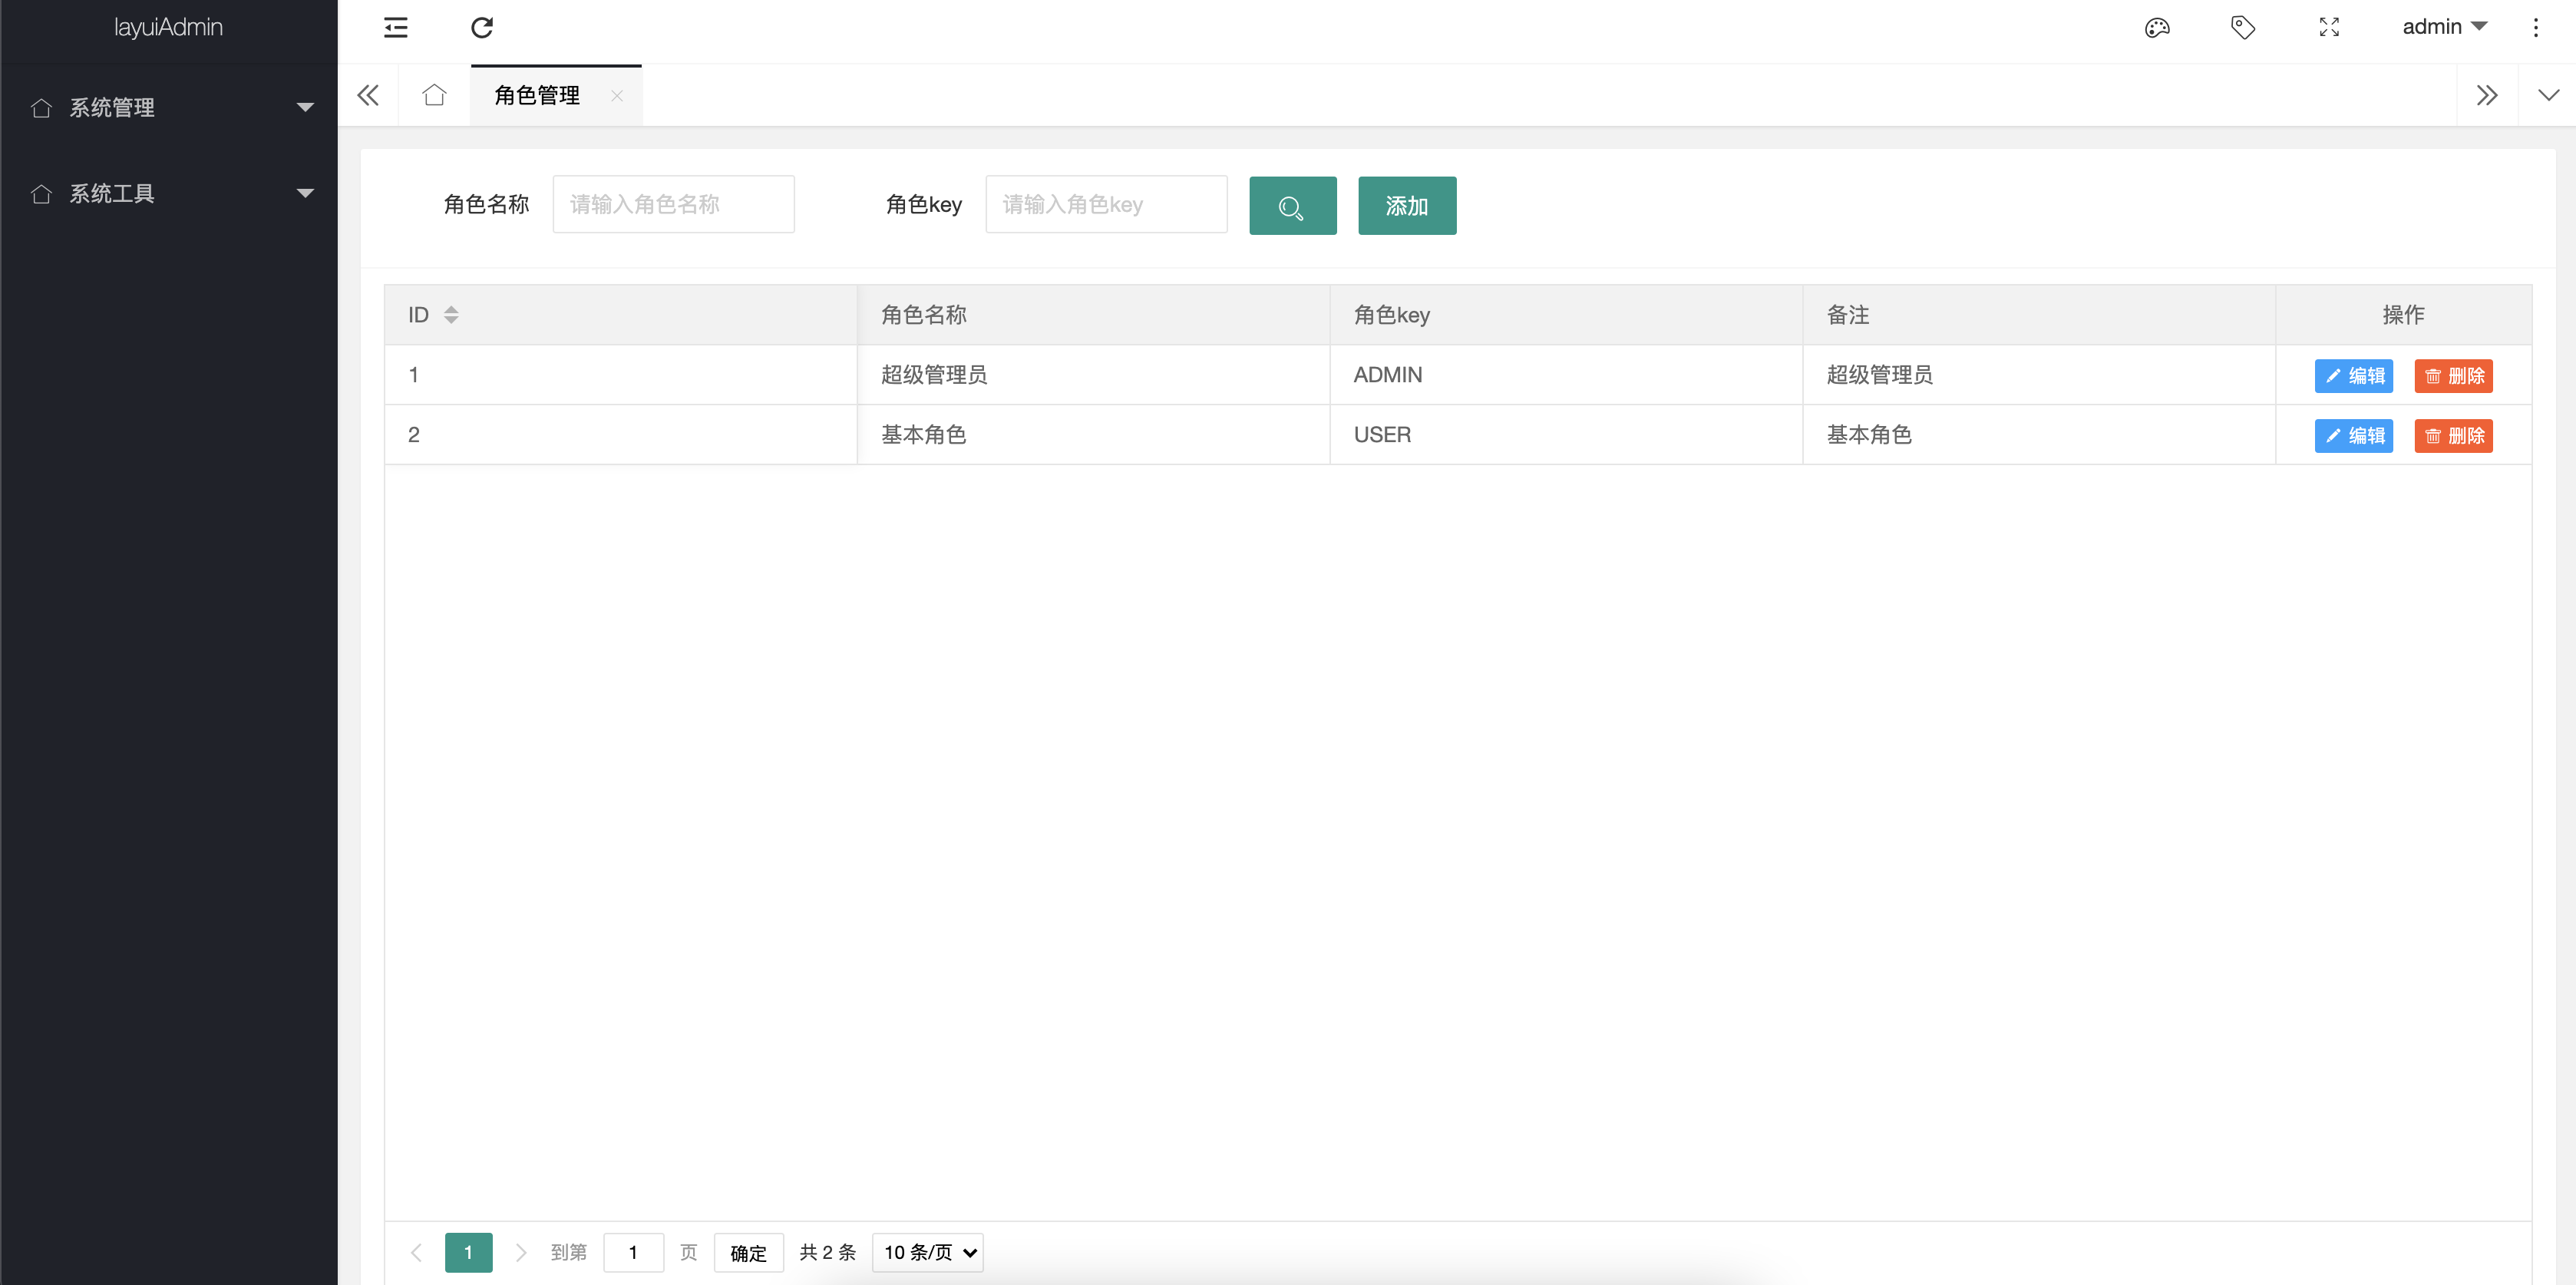 layuiAdmin
admin
系统管理
系统工具
角色管理
角色名称 请输入角色名称 角色key 请输入角色key 添加
ID 角色名称 角色key 备注 操作
1 超级管理员 ADMIN 超级管理员 编辑 删除
2 基本角色 USER 基本角色 编辑 删除
1 到第 1 页 确定 共 2 条 10 条/页